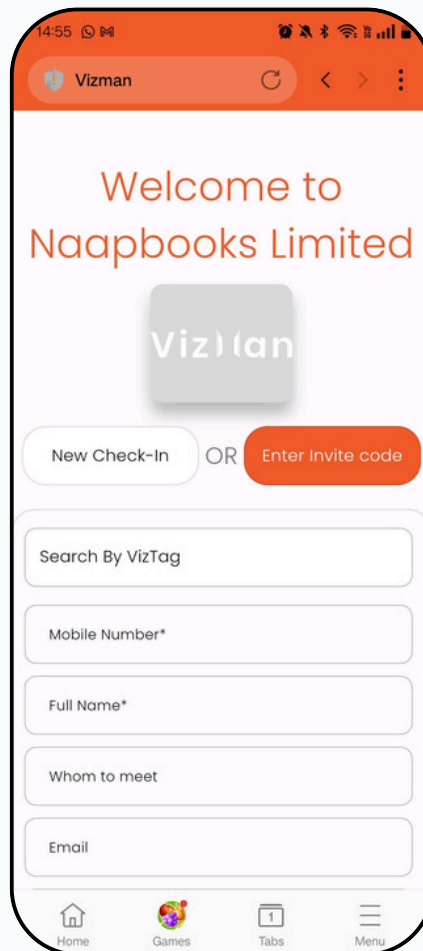 14:55
Vizman
Welcome to
Naapbooks Limited
VizMan
New Check-In OR Enter Invite code
Search By VizTag
Mobile Number*
Full Name*
Whom to meet
Email
1
Home Games Tabs Menu